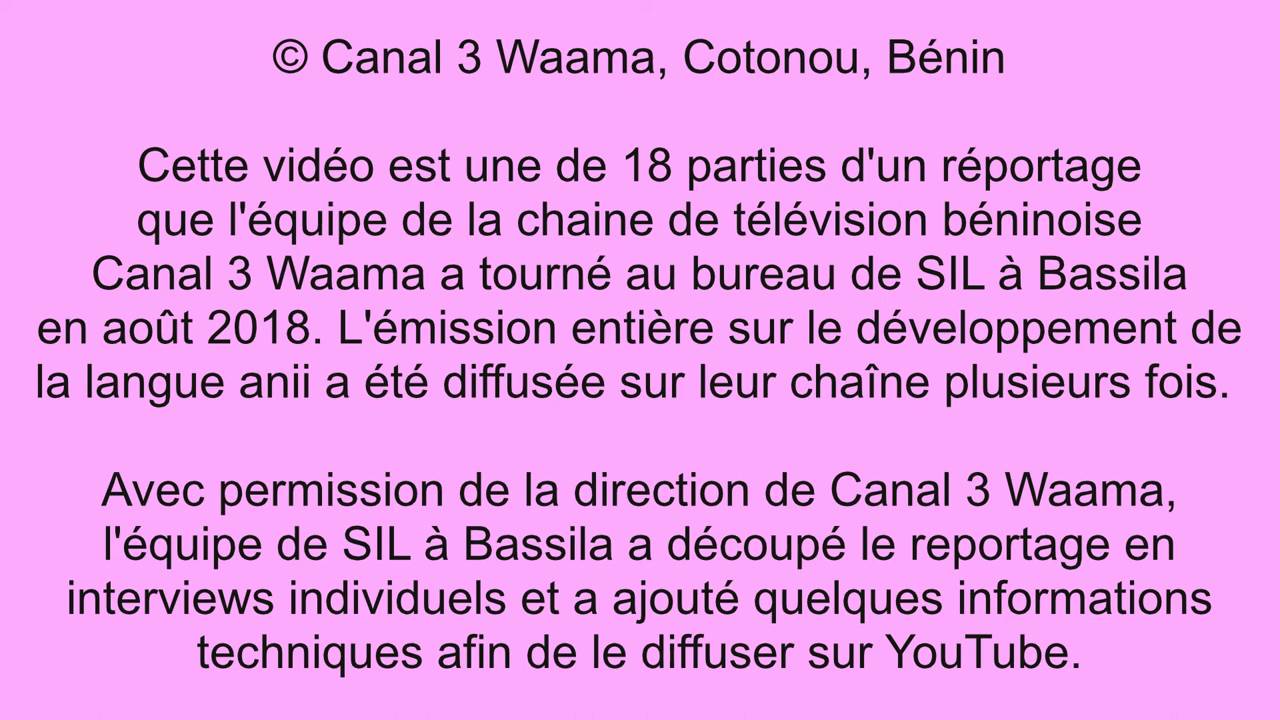 © Canal 3 Waama, Cotonou, Bénin
Cette vidéo est une de 18 parties d'un réportage
que l'équipe de la chaine de télévision béninoise
Canal 3 Waama a tourné au bureau de SIL à Bassila
en août 2018. L'émission entière sur le développement de
la langue anii a été diffusée sur leur chaîne plusieurs fois.
Avec permission de la direction de Canal 3 Waama,
l'équipe de SIL à Bassila a découpé le reportage en
interviews individuels et a ajouté quelques informations
techniques afin de le diffuser sur YouTube.